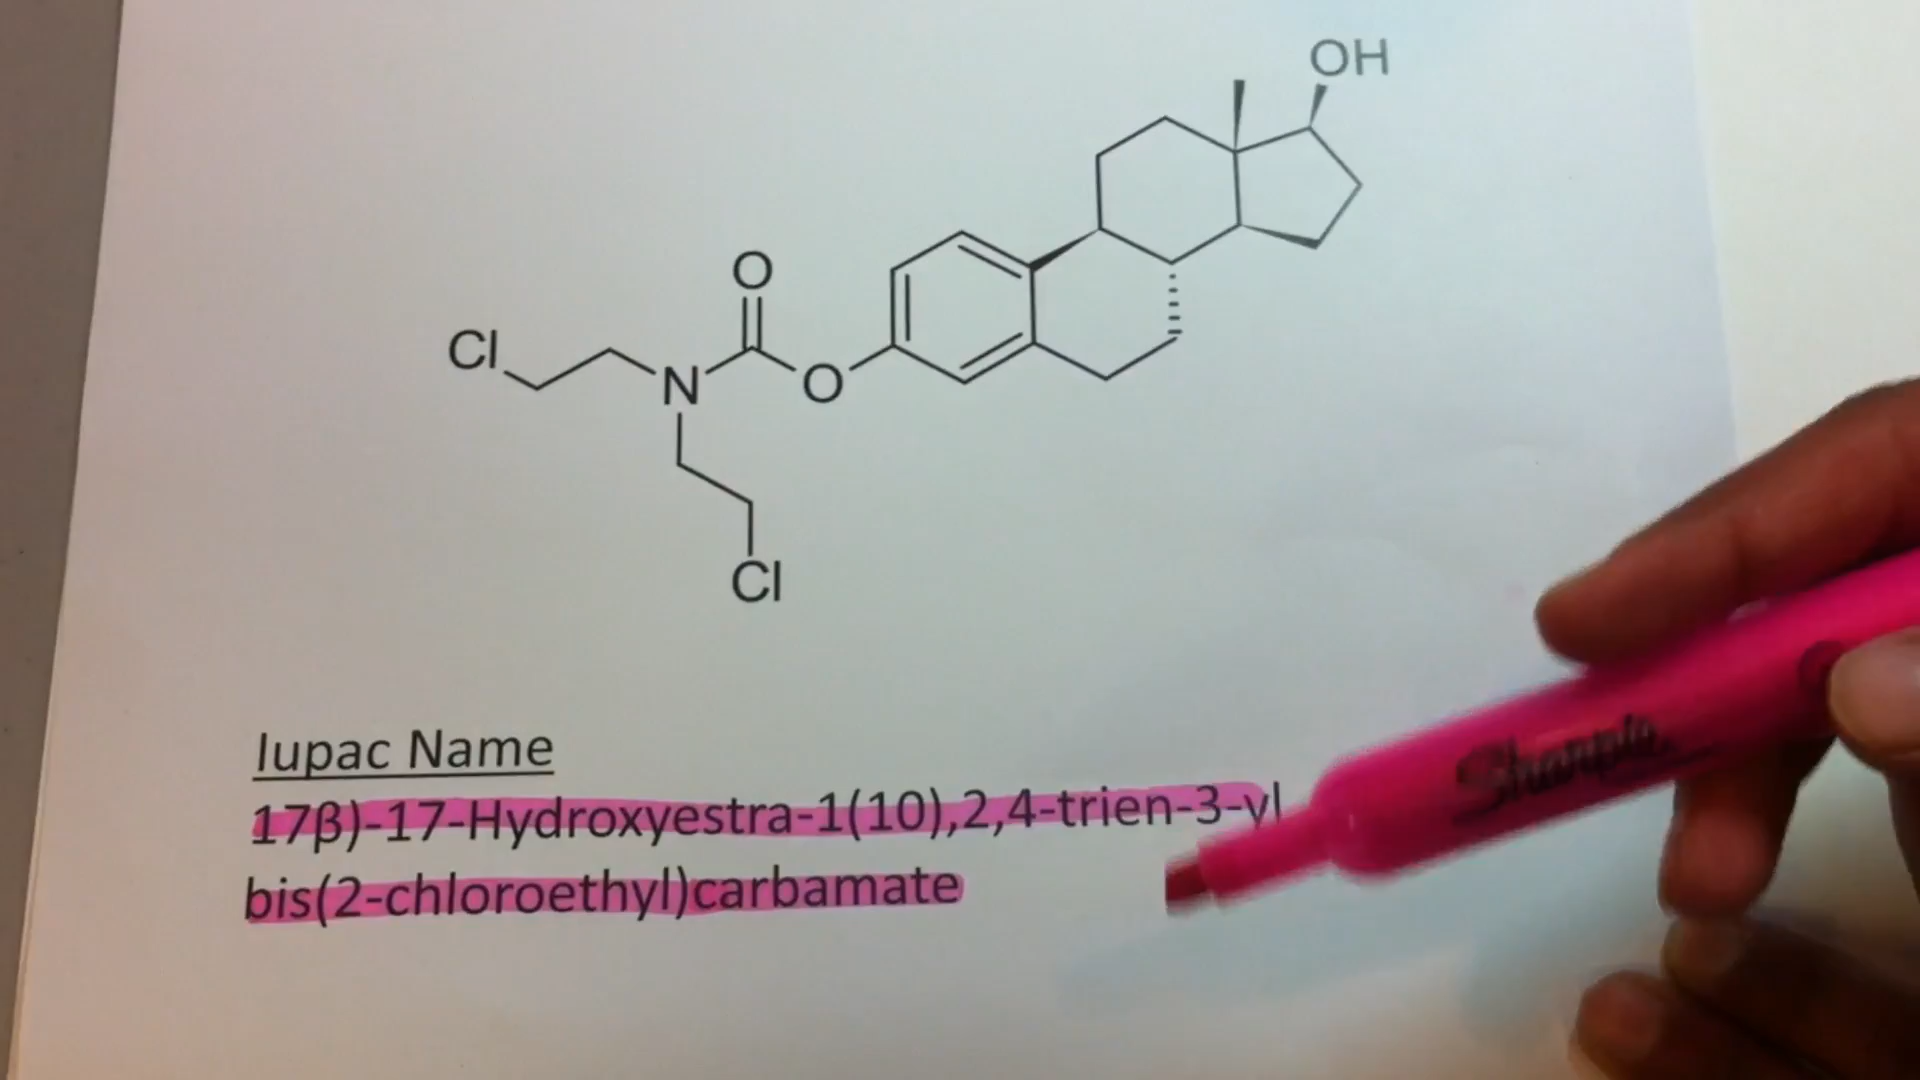 OH
O
Cl
N
O
Cl
Iupac Name
17β)-17-Hydroxyestra-1(10),2,4-trien-3-yl
bis(2-chloroethyl)carbamate
Sharpie